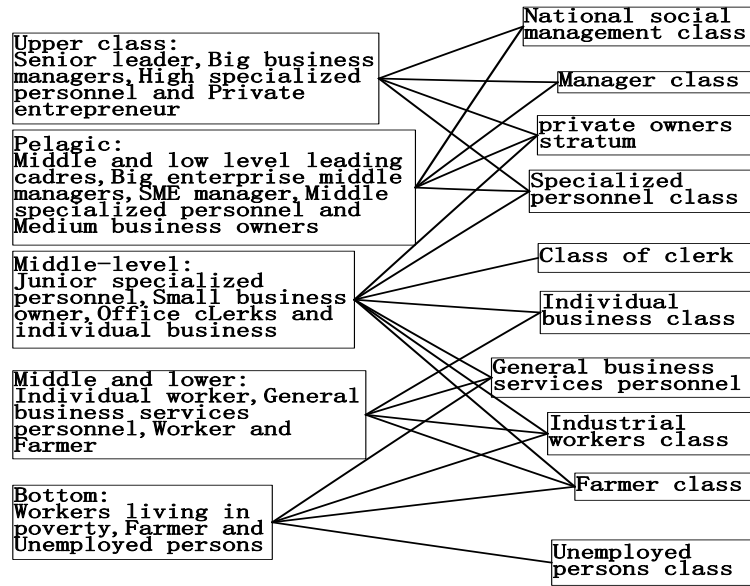 Upper class:
Senior leader, Big business
managers, High specialized
personnel and Private
entrepreneur
Pelagic:
Middle and low level leading
cadres, Big enterprise middle
managers, SME manager, Middle
specialized personnel and
Medium business owners
Middle-level:
Junior specialized
personnel, Small business
owner, Office cLerks and
individual business
Middle and lower:
Individual worker, General
business services
personnel, Worker and
Farmer
Bottom:
Workers living in
poverty, Farmer and
Unemployed persons
National social
management class
Manager class
private owners
stratum
Specialized
personnel class
Class of clerk
Individual
business class
General business
services personnel
Industrial
workers class
Farmer class
Unemployed
persons class